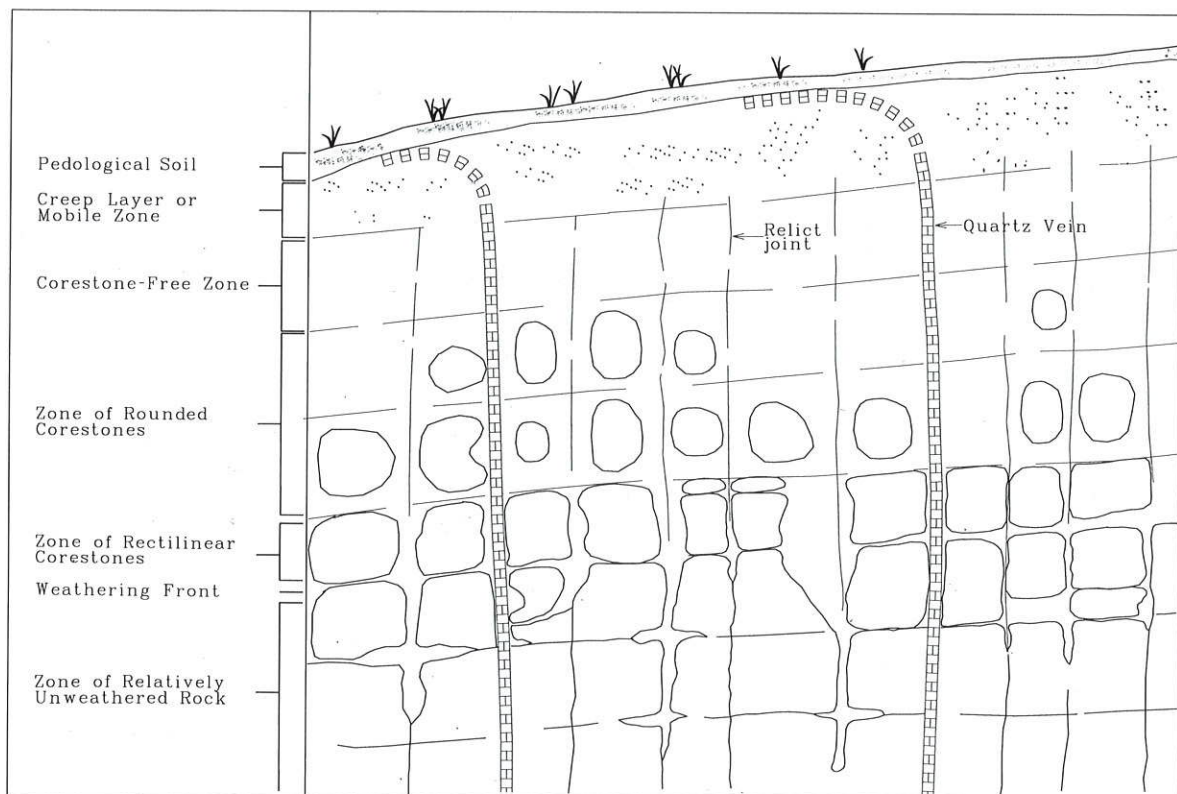 Pedological Soil
Creep Layer or
Mobile Zone
Relict
joint
Quartz Vein
Corestone-Free Zone
Zone of Rounded
Corestones
Zone of Rectilinear
Corestones
Weathering Front
Zone of Relatively
Unweathered Rock